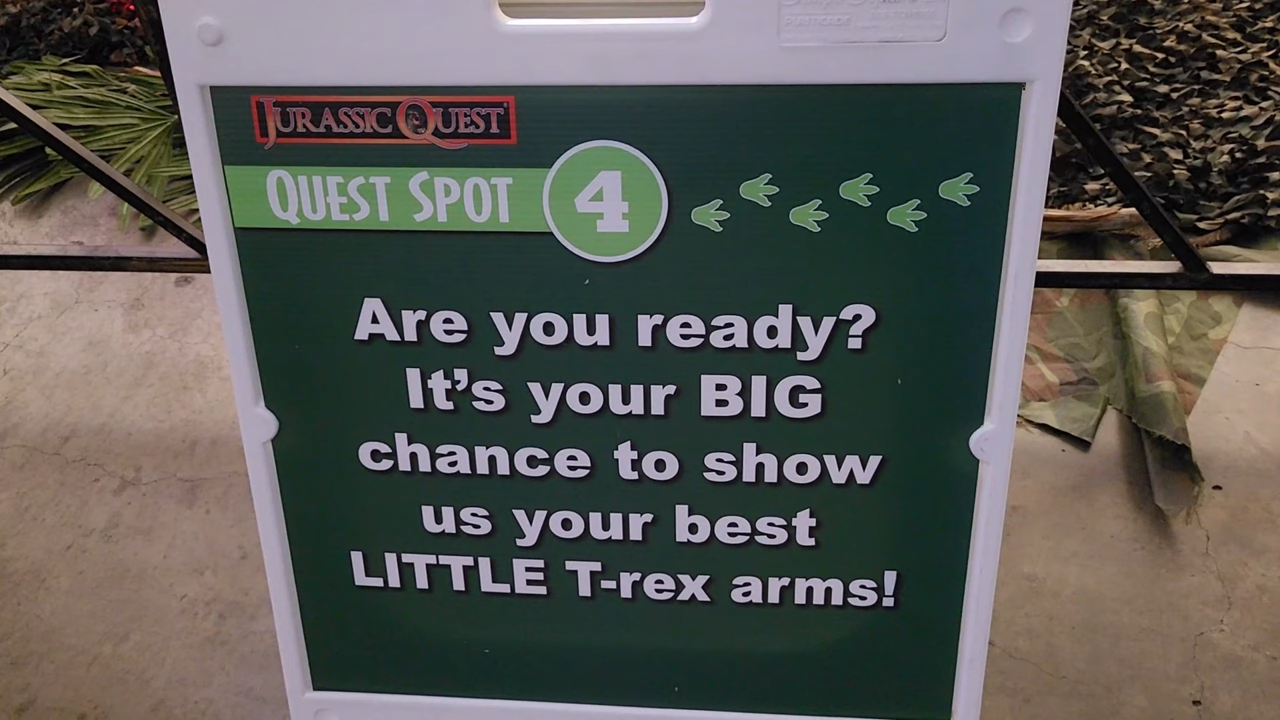 PLASTICADE
JURASSIC QUEST
QUEST SPOT 4
Are you ready?
It's your BIG
chance to show
us your best
LITTLE T-rex arms!